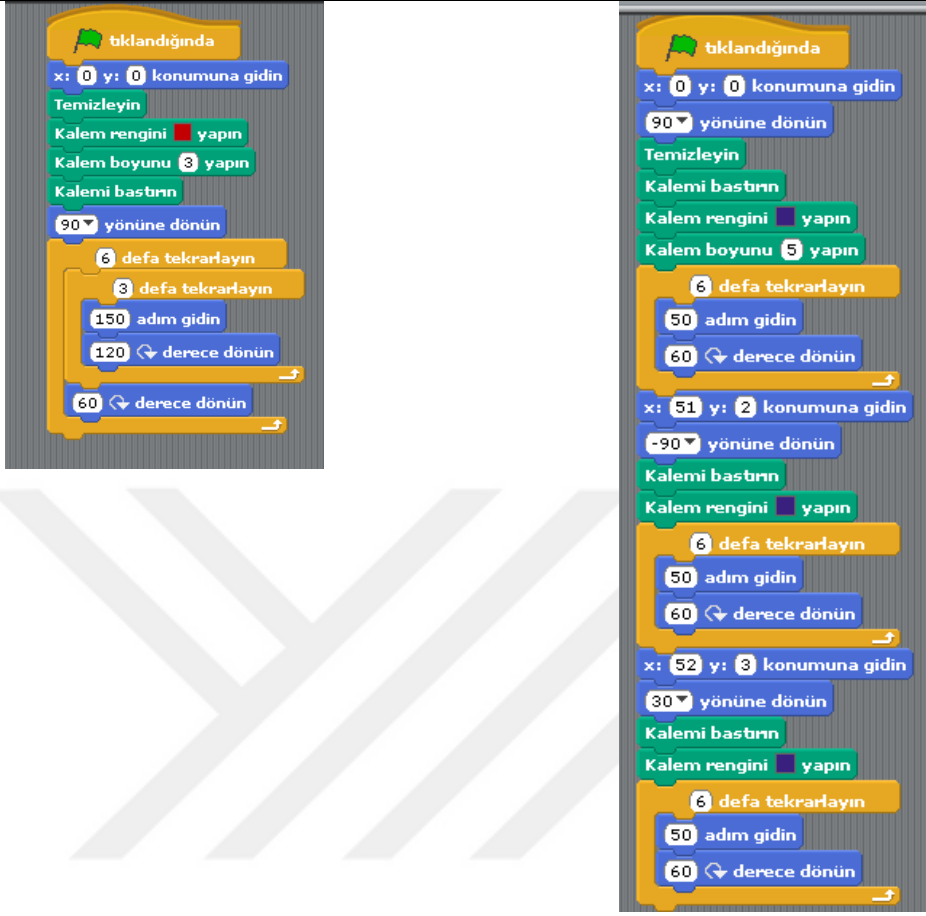 tıklandığında
x: 0 y: 0 konumuna gidin
Temizleyin
Kalem rengini yapın
Kalem boyunu 3 yapın
Kalemi bastırın
90 yönüne dönün
6 defa tekrarlayın
3 defa tekrarlayın
150 adım gidin
120 derece dönün
60 derece dönün
tıklandığında
x: 0 y: 0 konumuna gidin
90 yönüne dönün
Temizleyin
Kalemi bastırın
Kalem rengini yapın
Kalem boyunu 5 yapın
6 defa tekrarlayın
50 adım gidin
60 derece dönün
x: 51 y: 2 konumuna gidin
-90 yönüne dönün
Kalemi bastırın
Kalem rengini yapın
6 defa tekrarlayın
50 adım gidin
60 derece dönün
x: 52 y: 3 konumuna gidin
30 yönüne dönün
Kalemi bastırın
Kalem rengini yapın
6 defa tekrarlayın
50 adım gidin
60 derece dönün